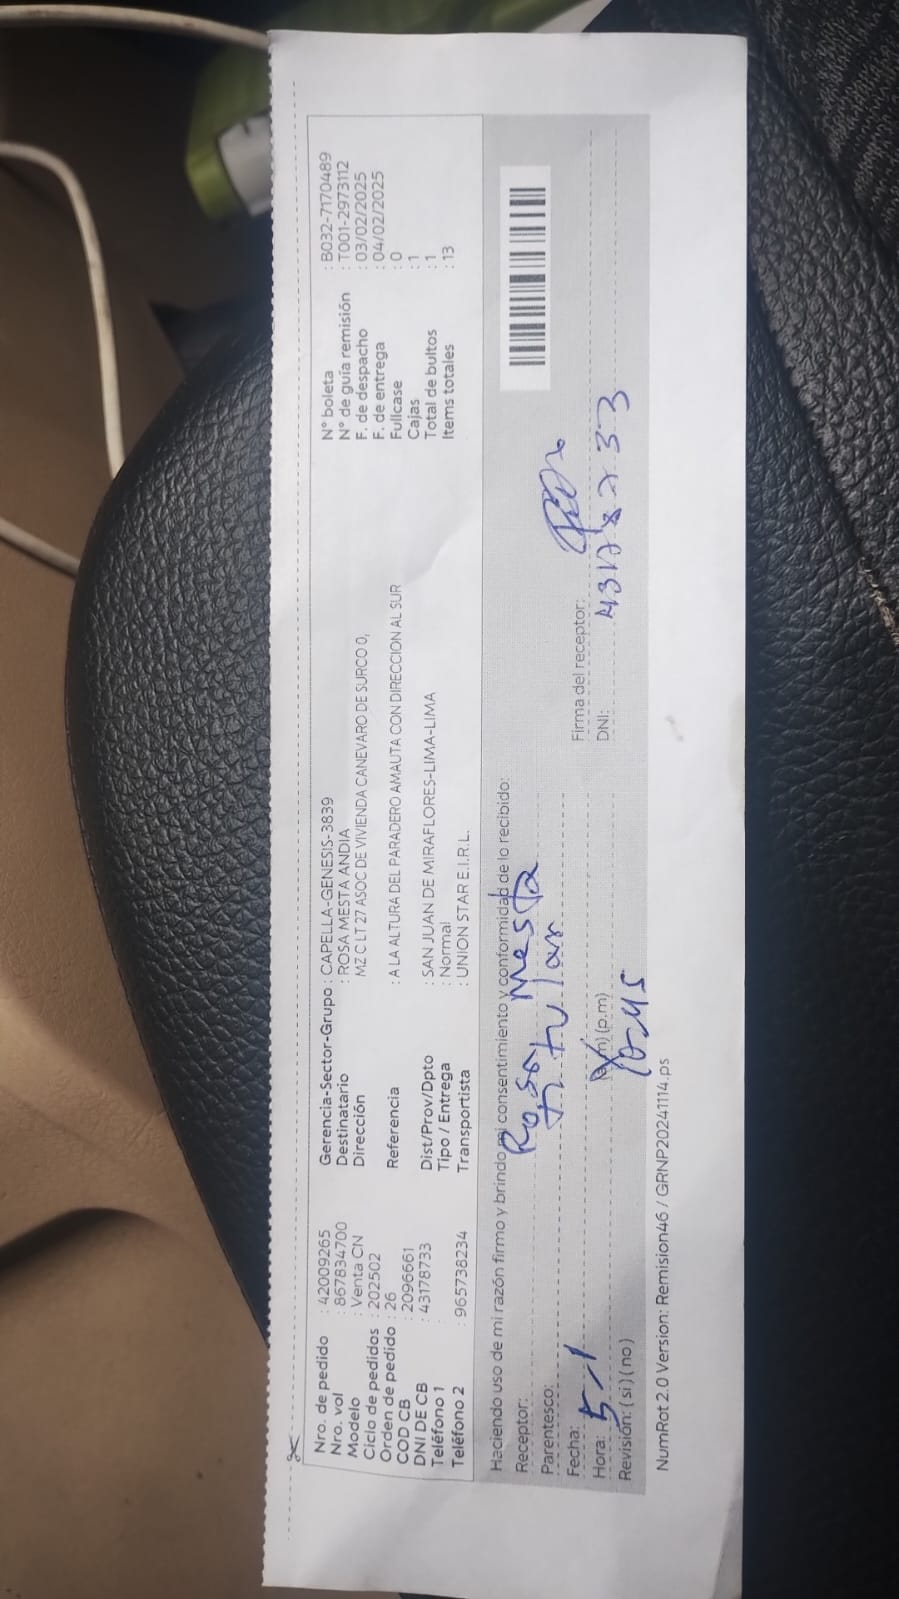 Nro. de pedido : 42009265
Nro. vol : 867834700
Modelo : Venta CN
Ciclo de pedidos : 202502
Orden de pedido : 26
COD CB : 2096661
DNI DE CB : 43178733
Teléfono 1 :
Teléfono 2 : 965738234
Gerencia-Sector-Grupo : CAPELLA-GENESIS-3839
Destinatario : ROSA MESTA ANDIA
Dirección MZ C LT 27 ASOC DE VIVIENDA CANEVARO DE SURCO 0,
Referencia : A LA ALTURA DEL PARADERO AMAUTA CON DIRECCION AL SUR
Dist/Prov/Dpto : SAN JUAN DE MIRAFLORES-LIMA-LIMA
Tipo / Entrega : Normal
Transportista : UNION STAR E.I.R.L.
N° boleta : B032-7170489
N° de guía remisión : T001-2973112
F. de despacho : 03/02/2025
F. de entrega : 04/02/2025
Fullcase : 0
Cajas : 1
Total de bultos : 1
Items totales : 13
Haciendo uso de mi razón firmo y brindo mi consentimiento y conformidad de lo recibido:
Receptor: Rosa Mesta
Parentesco: titular
Fecha:
Hora: (p.m) 10:45
Revisión: ( si ) ( no )
Firma del receptor:
DNI:
NumRot 2.0 Version: Remision46 / GRNP20241114.ps